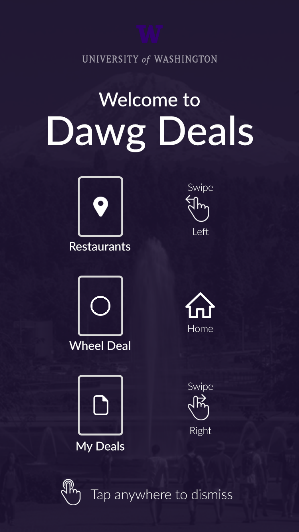 W
UNIVERSITY of WASHINGTON
Welcome to
Dawg Deals
Swipe
Left
Restaurants
Home
Wheel Deal
Swipe
Right
My Deals
Tap anywhere to dismiss